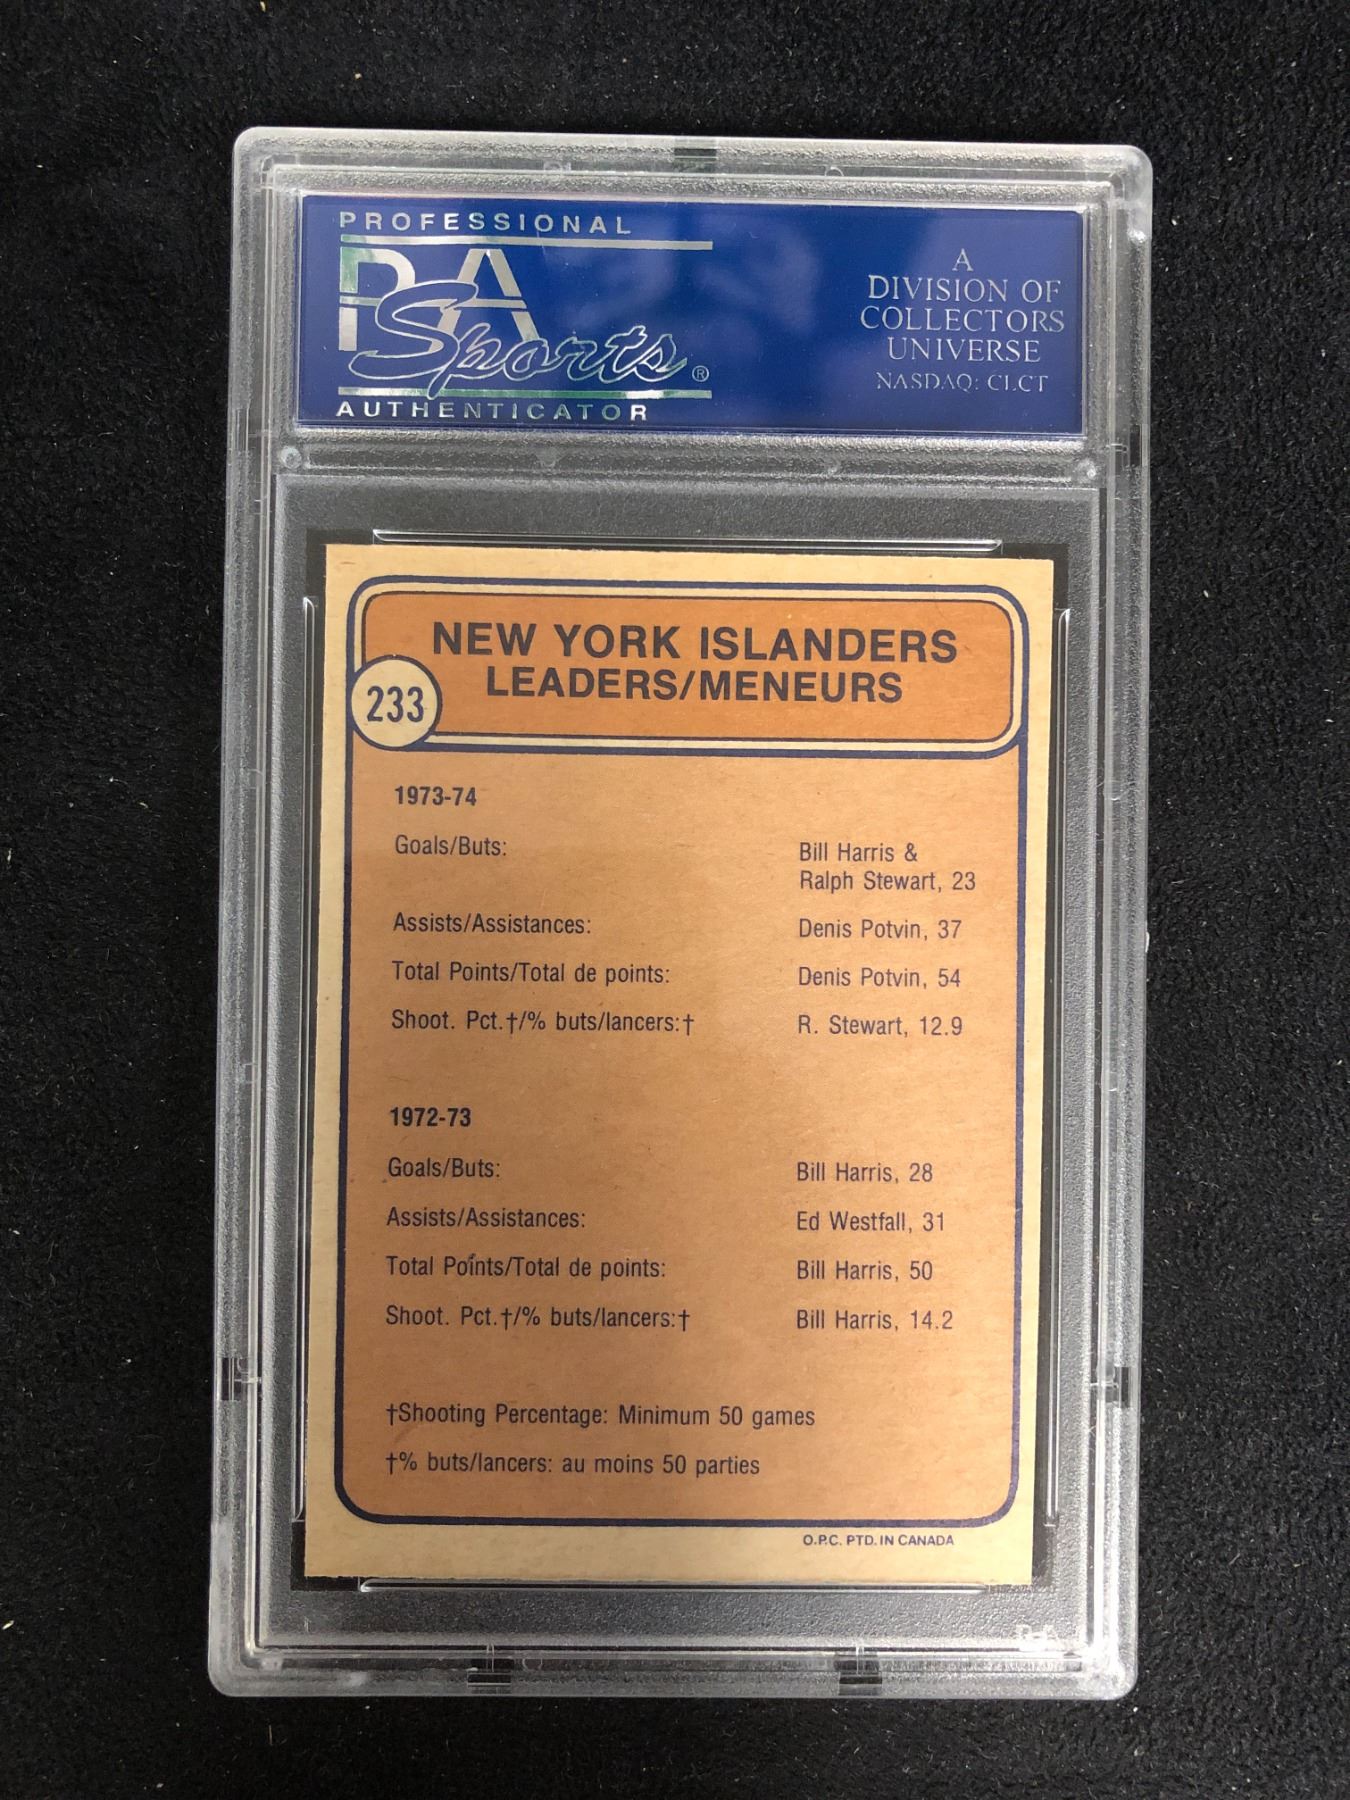 PROFESSIONAL
PSA
Sports®
AUTHENTICATOR
A
DIVISION OF
COLLECTORS
UNIVERSE
NASDAQ: CLCT
NEW YORK ISLANDERS
LEADERS/MENEURS
233
1973-74
Goals/Buts: Bill Harris &
Ralph Stewart, 23
Assists/Assistances: Denis Potvin, 37
Total Points/Total de points: Denis Potvin, 54
Shoot. Pct.†/% buts/lancers:† R. Stewart, 12.9
1972-73
Goals/Buts: Bill Harris, 28
Assists/Assistances: Ed Westfall, 31
Total Points/Total de points: Bill Harris, 50
Shoot. Pct.†/% buts/lancers:† Bill Harris, 14.2
†Shooting Percentage: Minimum 50 games
†% buts/lancers: au moins 50 parties
O.P.C. PTD. IN CANADA
PSA